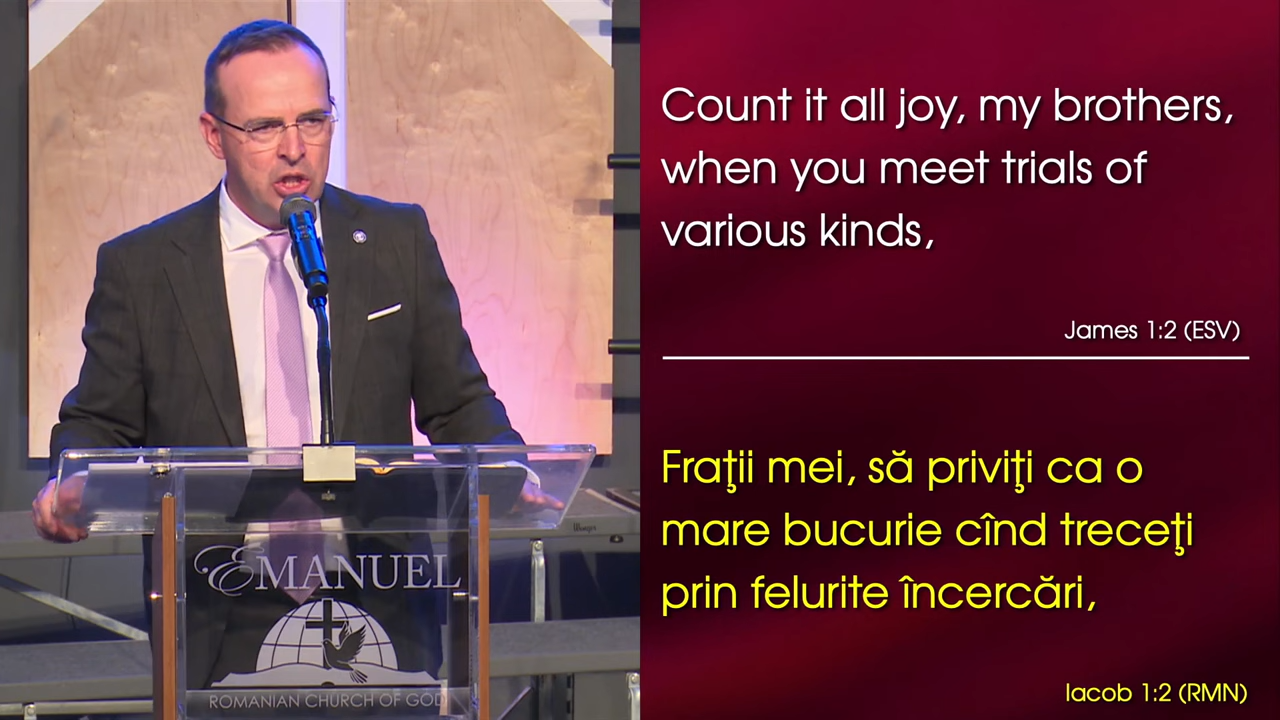 Count it all joy, my brothers,
when you meet trials of
various kinds,
James 1:2 (ESV)
Fraţii mei, să priviţi ca o
mare bucurie cînd treceţi
prin felurite încercări,
Iacob 1:2 (RMN)
EMANUEL
ROMANIAN CHURCH OF GOD